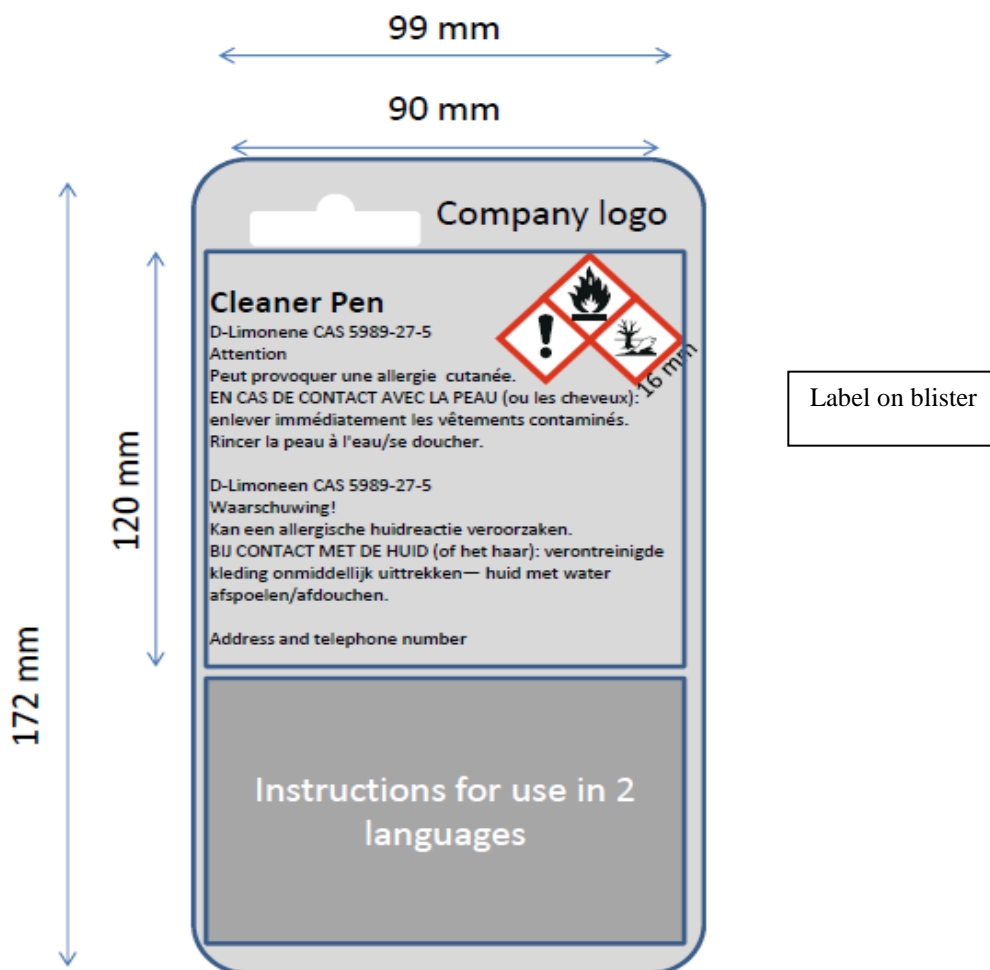 99 mm
90 mm
Company logo
Cleaner Pen
D-Limonene CAS 5989-27-5
Attention
Peut provoquer une allergie  cutanée.
EN CAS DE CONTACT AVEC LA PEAU (ou les cheveux):
enlever immédiatement les vêtements contaminés.
Rincer la peau à l'eau/se doucher.
16 mm
D-Limoneen CAS 5989-27-5
Waarschuwing!
Kan een allergische huidreactie veroorzaken.
BIJ CONTACT MET DE HUID (of het haar): verontreinigde
kleding onmiddellijk uittrekken— huid met water
afspoelen/afdouchen.
Address and telephone number
120 mm
172 mm
Instructions for use in 2
languages
Label on blister